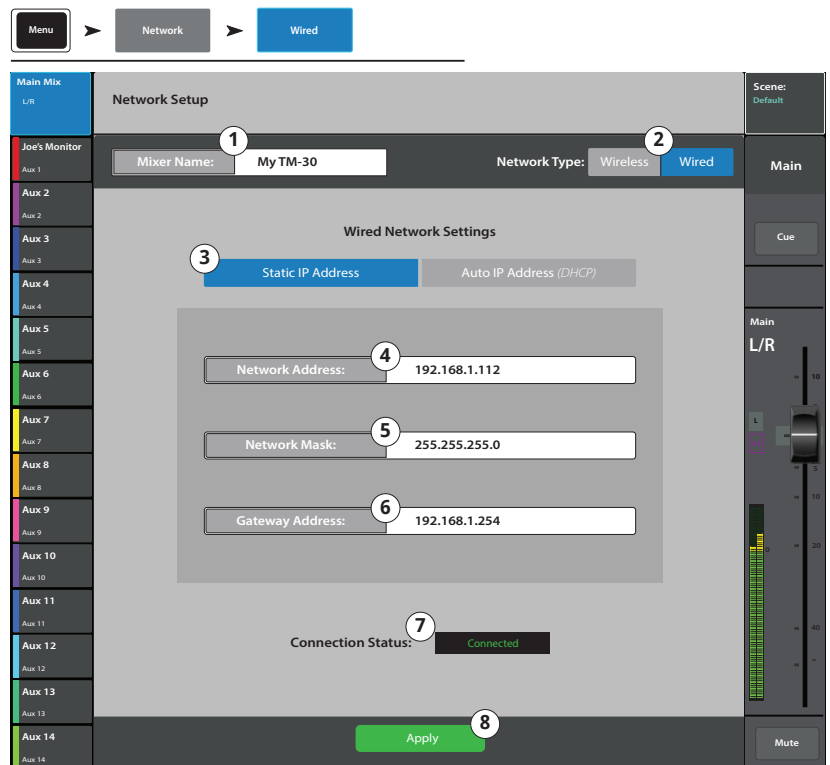 Menu
Network
Wired
Main Mix
L/R
Network Setup
Scene:
Default
Joe's Monitor
Aux 1
Aux 2
Aux 2
Aux 3
Aux 3
Aux 4
Aux 4
Aux 5
Aux 5
Aux 6
Aux 6
Aux 7
Aux 7
Aux 8
Aux 8
Aux 9
Aux 9
Aux 10
Aux 10
Aux 11
Aux 11
Aux 12
Aux 12
Aux 13
Aux 13
Aux 14
Aux 14
1
Mixer Name: My TM-30
2
Network Type: Wireless Wired
Wired Network Settings
3
Static IP Address
Auto IP Address (DHCP)
4
Network Address: 192.168.1.112
5
Network Mask: 255.255.255.0
6
Gateway Address: 192.168.1.254
7
Connection Status: Connected
8
Apply
Main
Cue
Main
L/R
10
L
5
10
20
40
Mute